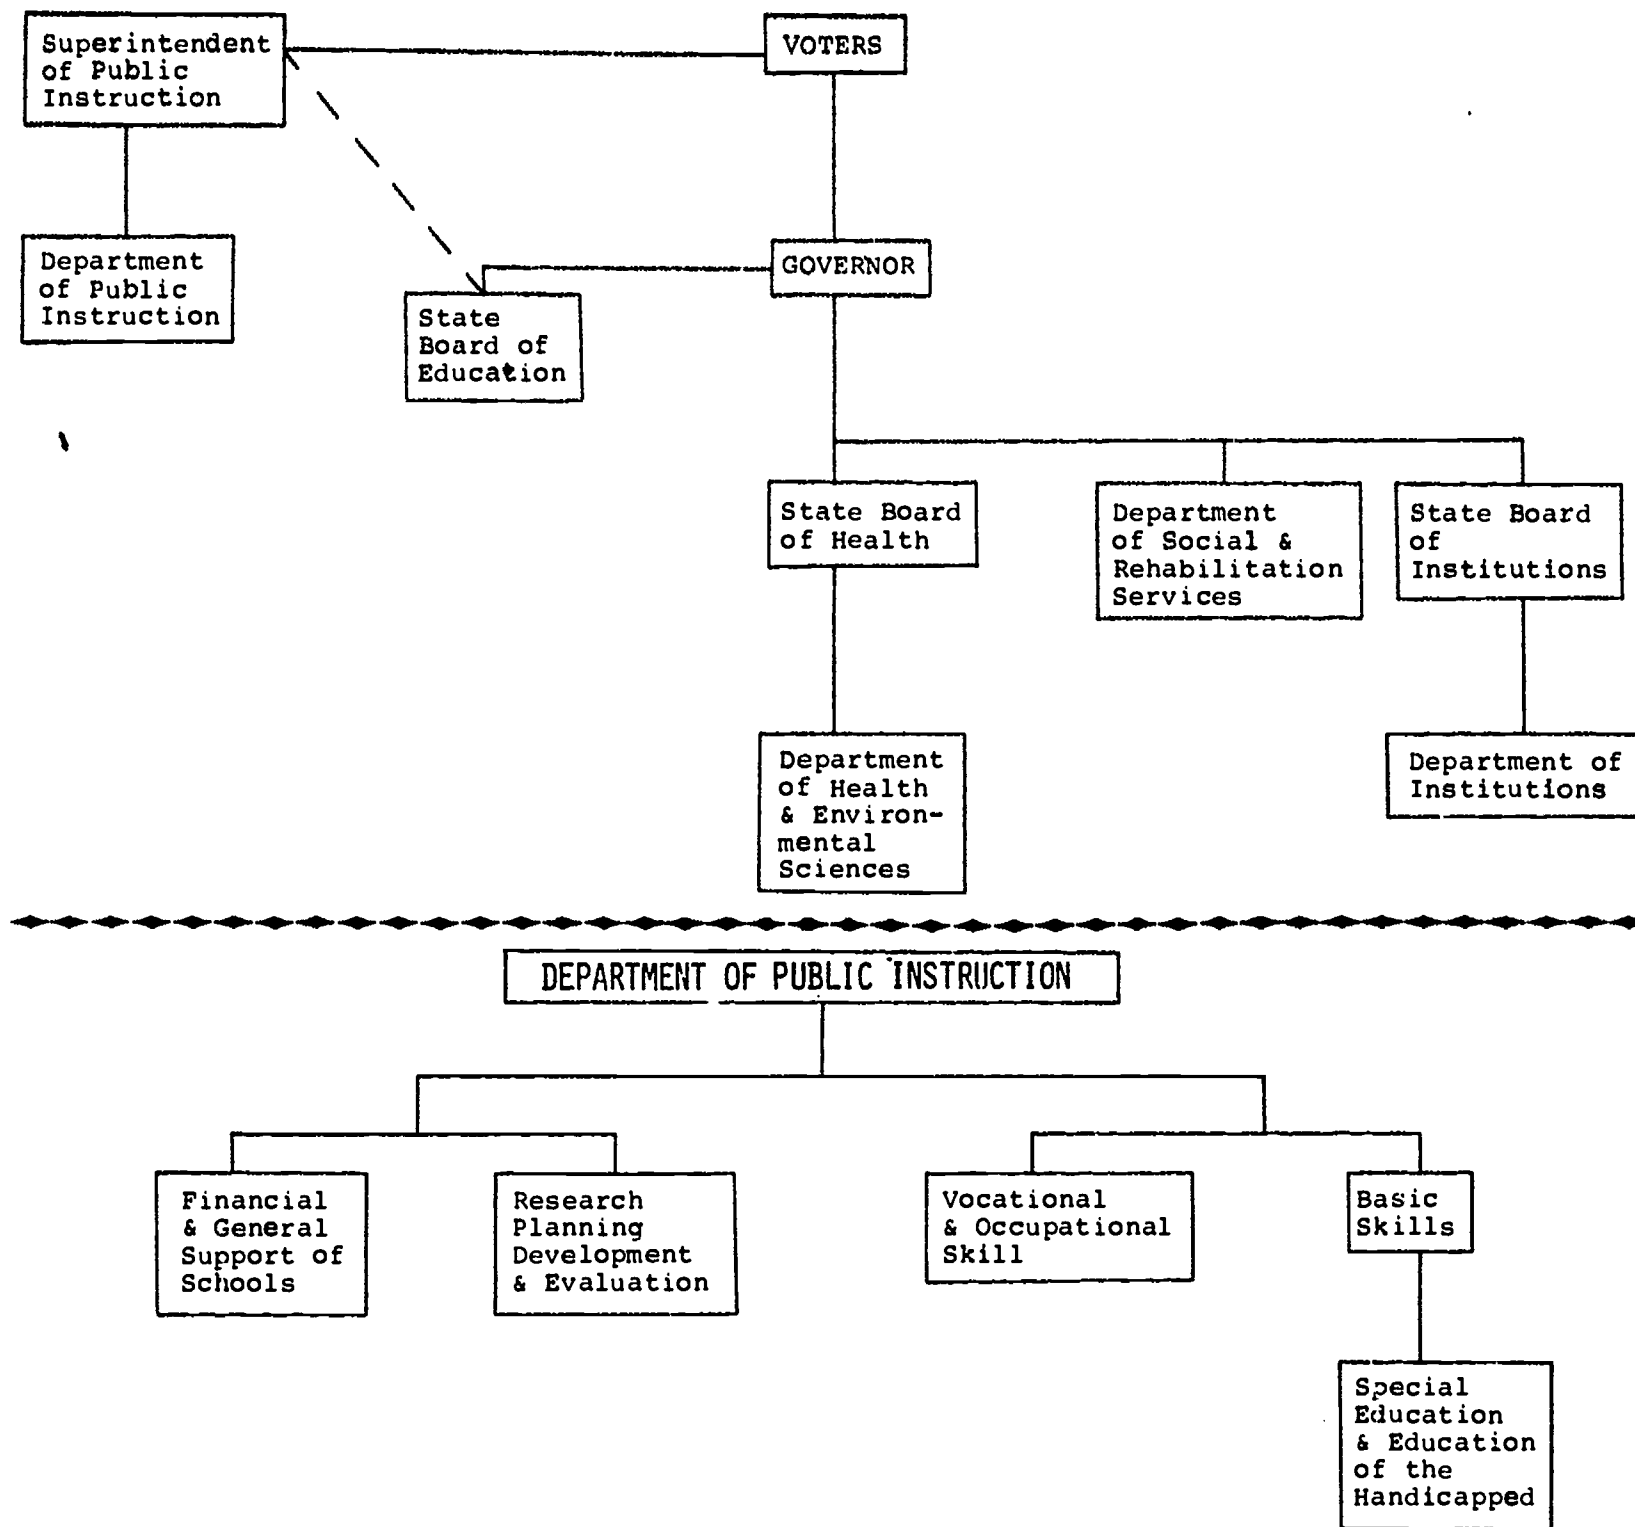 Superintendent
of Public
Instruction
VOTERS
Department
of Public
Instruction
GOVERNOR
State
Board of
Education
State Board
of Health
Department
of Social &
Rehabilitation
Services
State Board
of
Institutions
Department
of Health
& Environ-
mental
Sciences
Department of
Institutions
DEPARTMENT OF PUBLIC INSTRUCTION
Financial
& General
Support of
Schools
Research
Planning
Development
& Evaluation
Vocational
& Occupational
Skill
Basic
Skills
Special
Education
& Education
of the
Handicapped